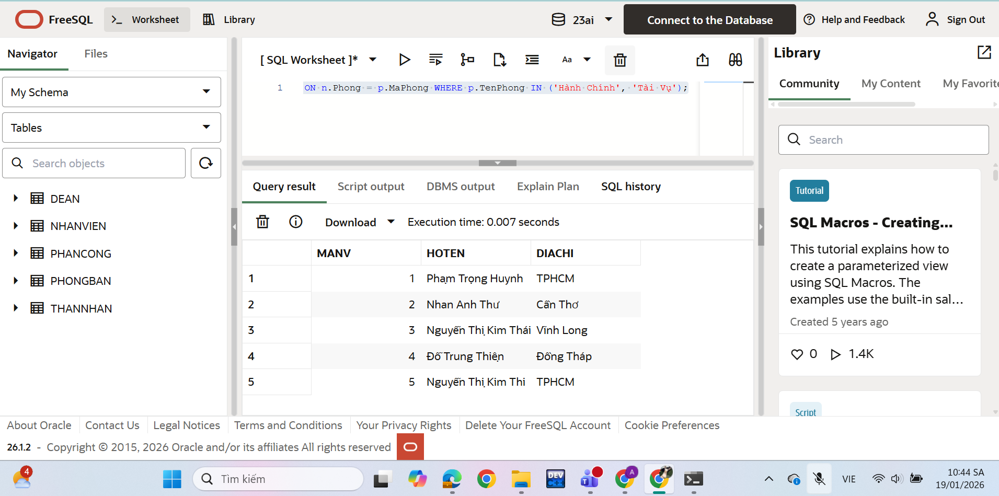 FreeSQL
Worksheet
Library
23ai
Connect to the Database
Help and Feedback
Sign Out
Navigator
Files
My Schema
Tables
Search objects
DEAN
NHANVIEN
PHANCONG
PHONGBAN
THANNHAN
[ SQL Worksheet ]*
Aa
1 ON n.Phong = p.MaPhong WHERE p.TenPhong IN ('Hành Chính', 'Tài Vụ');
Query result
Script output
DBMS output
Explain Plan
SQL history
Download
Execution time: 0.007 seconds
MANV HOTEN DIACHI
1 1 Phạm Trọng Huynh TPHCM
2 2 Nhan Anh Thư Cần Thơ
3 3 Nguyễn Thị Kim Thái Vĩnh Long
4 4 Đỗ Trung Thiện Đồng Tháp
5 5 Nguyễn Thị Kim Thi TPHCM
Library
Community
My Content
My Favorite
Search
Tutorial
SQL Macros - Creating...
This tutorial explains how to
create a parameterized view
using SQL Macros. The
examples use the built-in sal...
Created 5 years ago
0
1.4K
Script
About Oracle
Contact Us
Legal Notices
Terms and Conditions
Your Privacy Rights
Delete Your FreeSQL Account
Cookie Preferences
26.1.2 - Copyright © 2015, 2026 Oracle and/or its affiliates All rights reserved
4
Tìm kiếm
DEV
C++
T
A
VIE
10:44 SA
19/01/2026